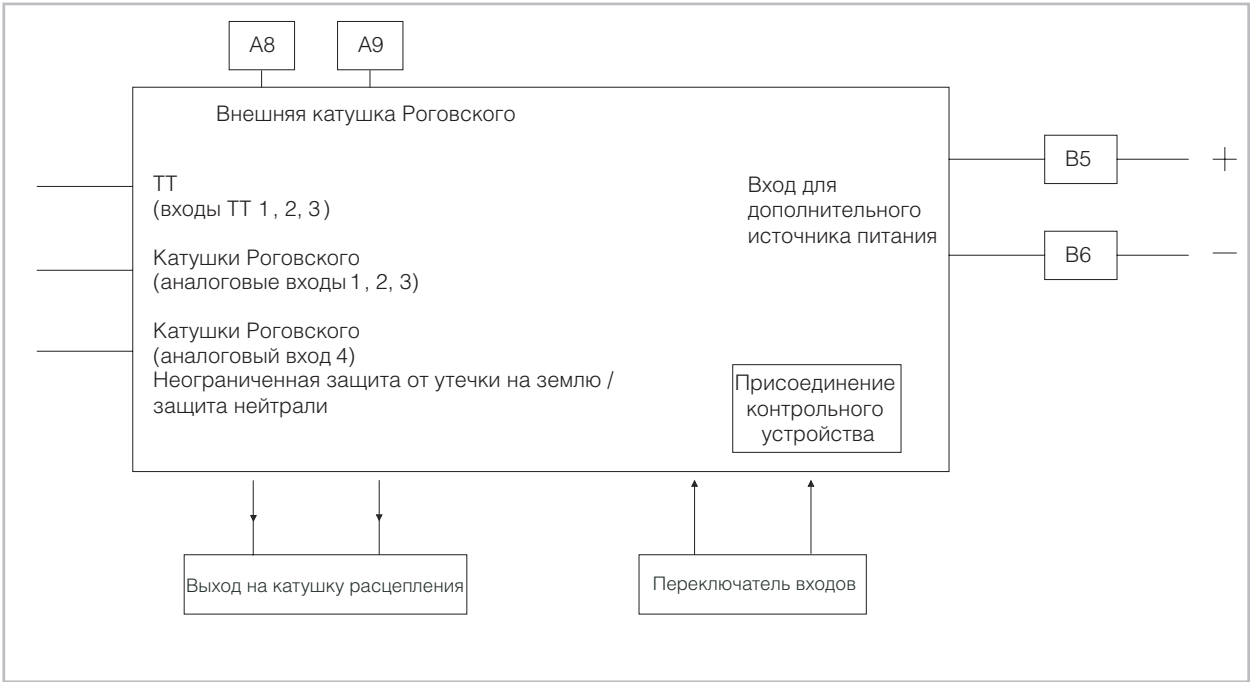 A8
A9
Внешняя катушка Роговского
ТТ
(входы ТТ 1, 2, 3)
Катушки Роговского
(аналоговые входы 1, 2, 3)
Катушки Роговского
(аналоговый вход 4)
Неограниченная защита от утечки на землю /
защита нейтрали
Вход для
дополнительного
источника питания
B5
+
B6
—
Присоединение
контрольного
устройства
Выход на катушку расцепления
Переключатель входов